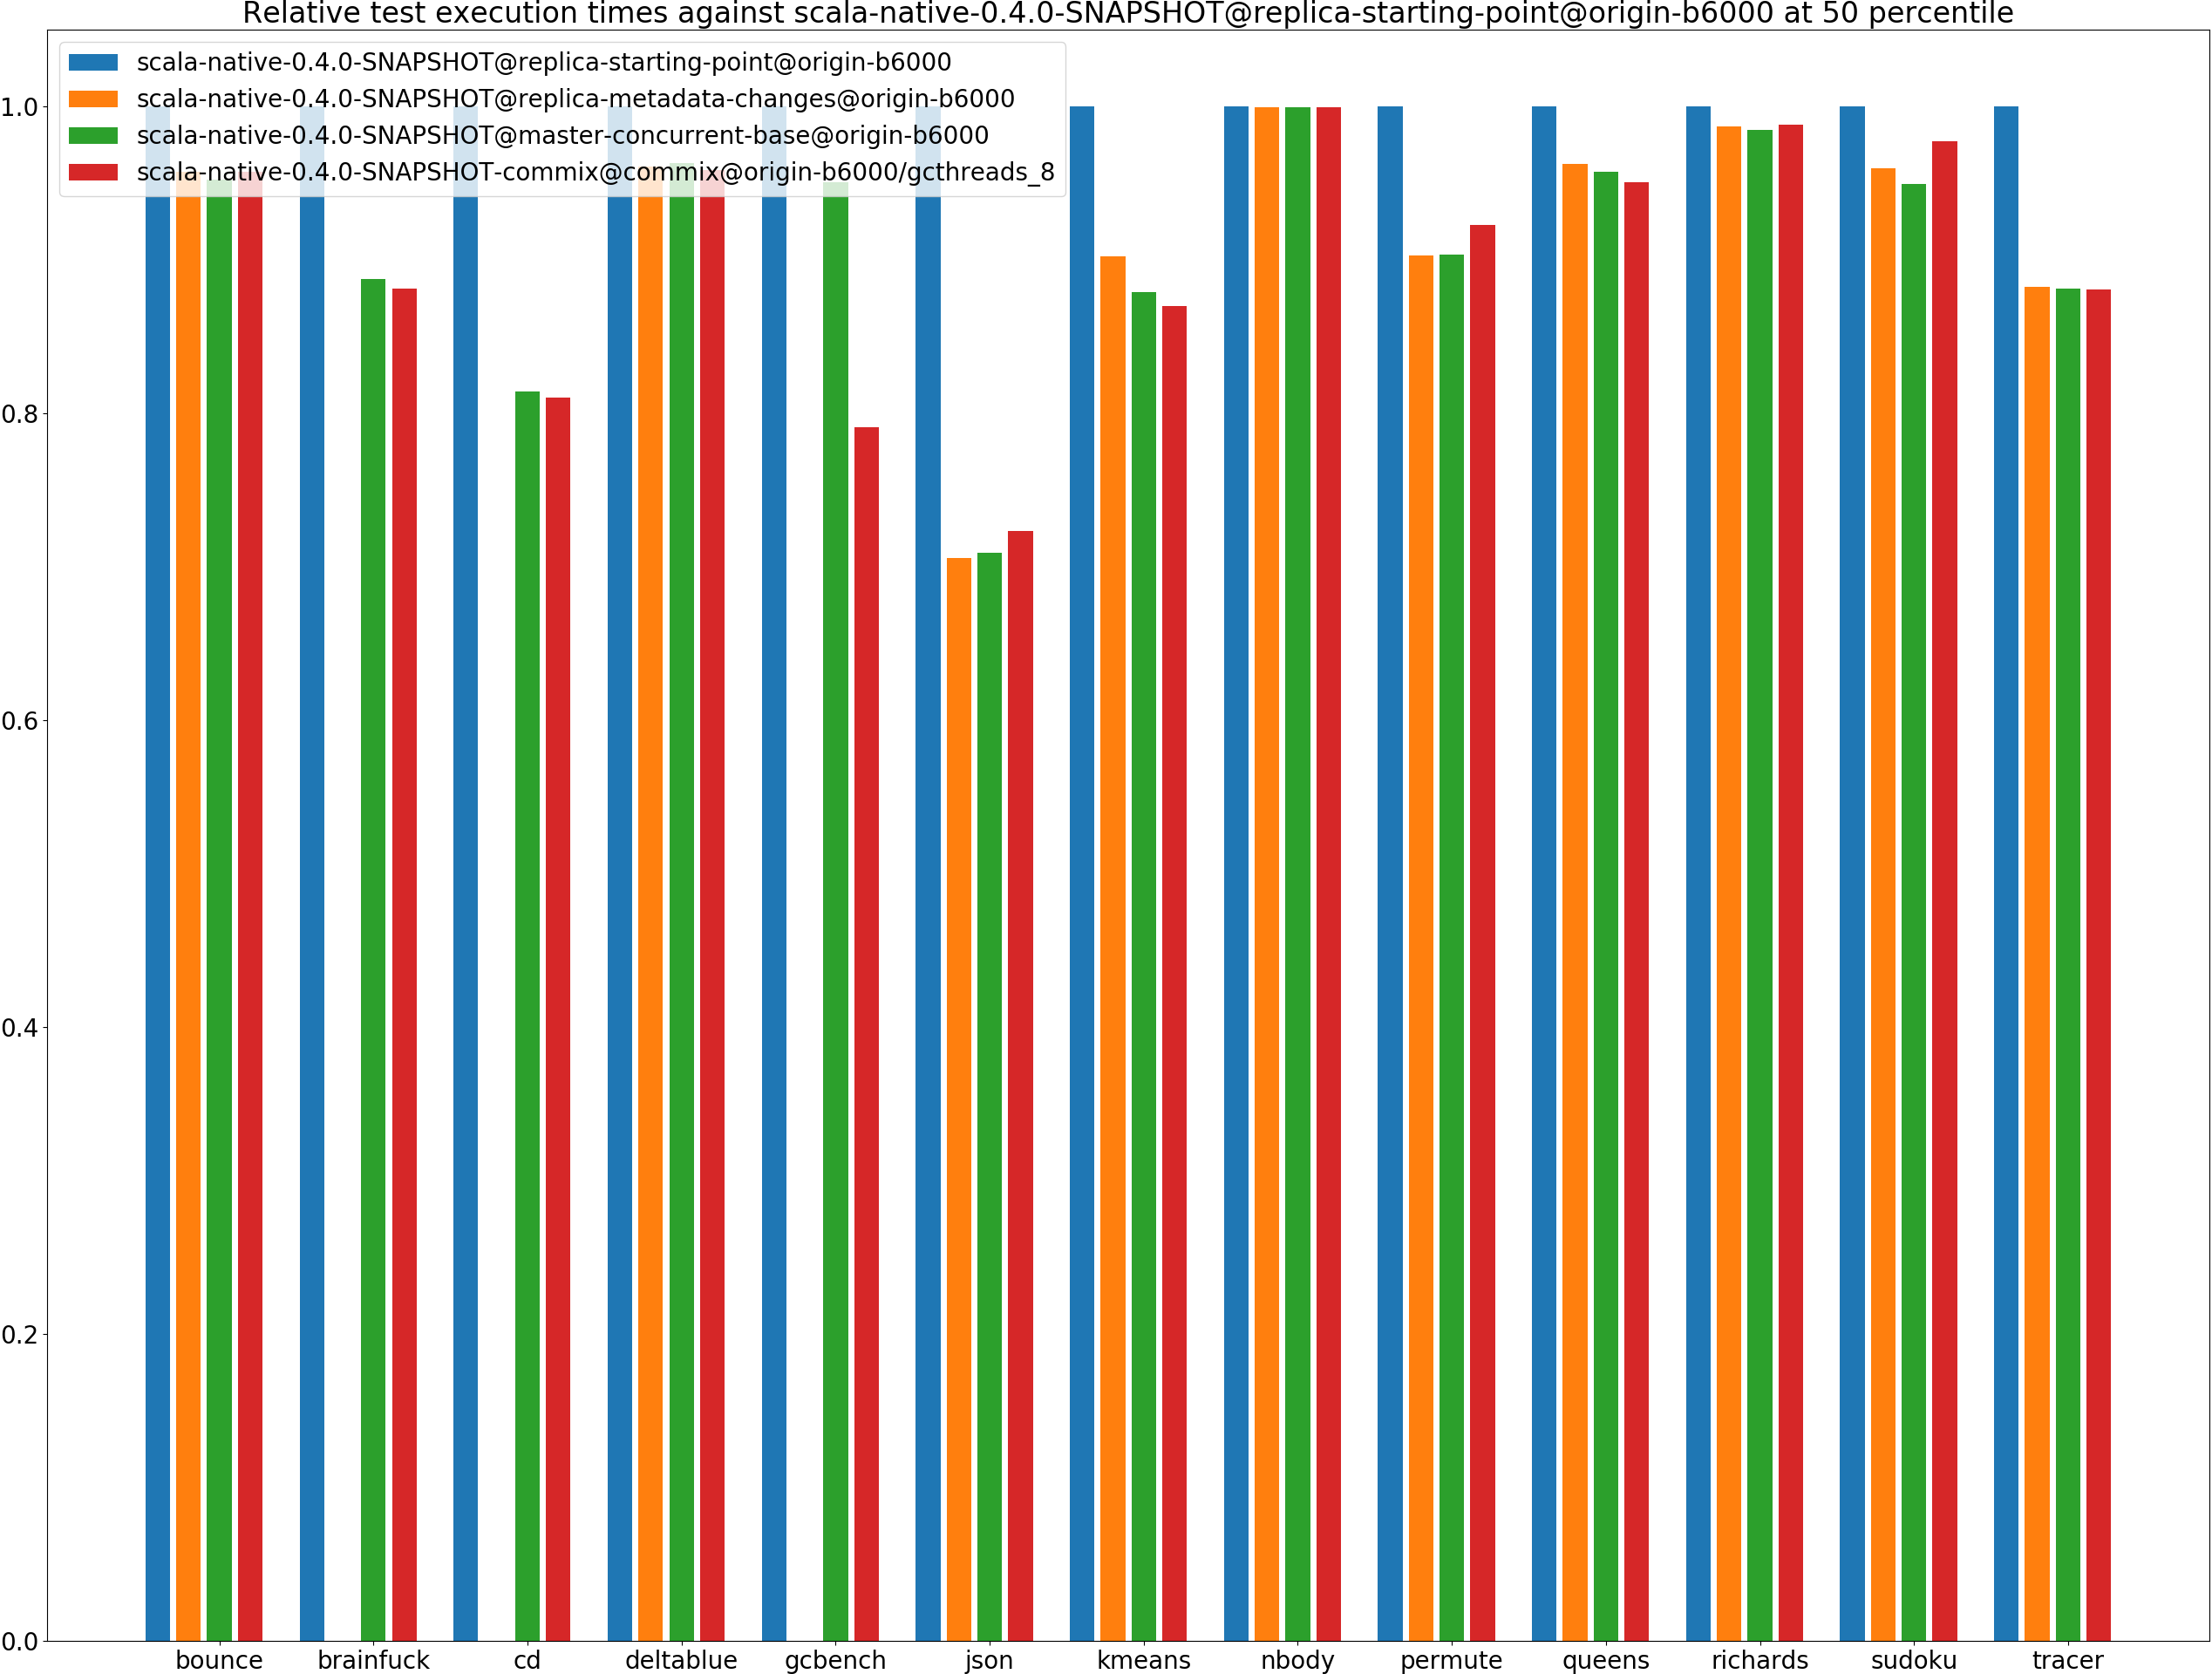 Relative test execution times against scala-native-0.4.0-SNAPSHOT@replica-starting-point@origin-b6000 at 50 percentile
scala-native-0.4.0-SNAPSHOT@replica-starting-point@origin-b6000
scala-native-0.4.0-SNAPSHOT@replica-metadata-changes@origin-b6000
scala-native-0.4.0-SNAPSHOT@master-concurrent-base@origin-b6000
scala-native-0.4.0-SNAPSHOT-commix@commix@origin-b6000/gcthreads_8
1.0
0.8
0.6
0.4
0.2
0.0
bounce brainfuck cd deltablue gcbench json kmeans nbody permute queens richards sudoku tracer